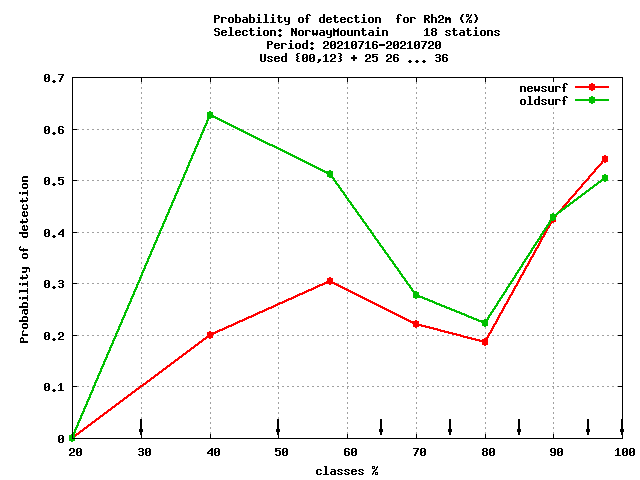 Probability of detection for Rh2m (%)
Selection: NorwayMountain 18 stations
Period: 20210716-20210720
Used {00,12} + 25 26 ... 36
newsurf
oldsurf
Probability of detection
0.7
0.6
0.5
0.4
0.3
0.2
0.1
0
20 30 40 50 60 70 80 90 100
classes %